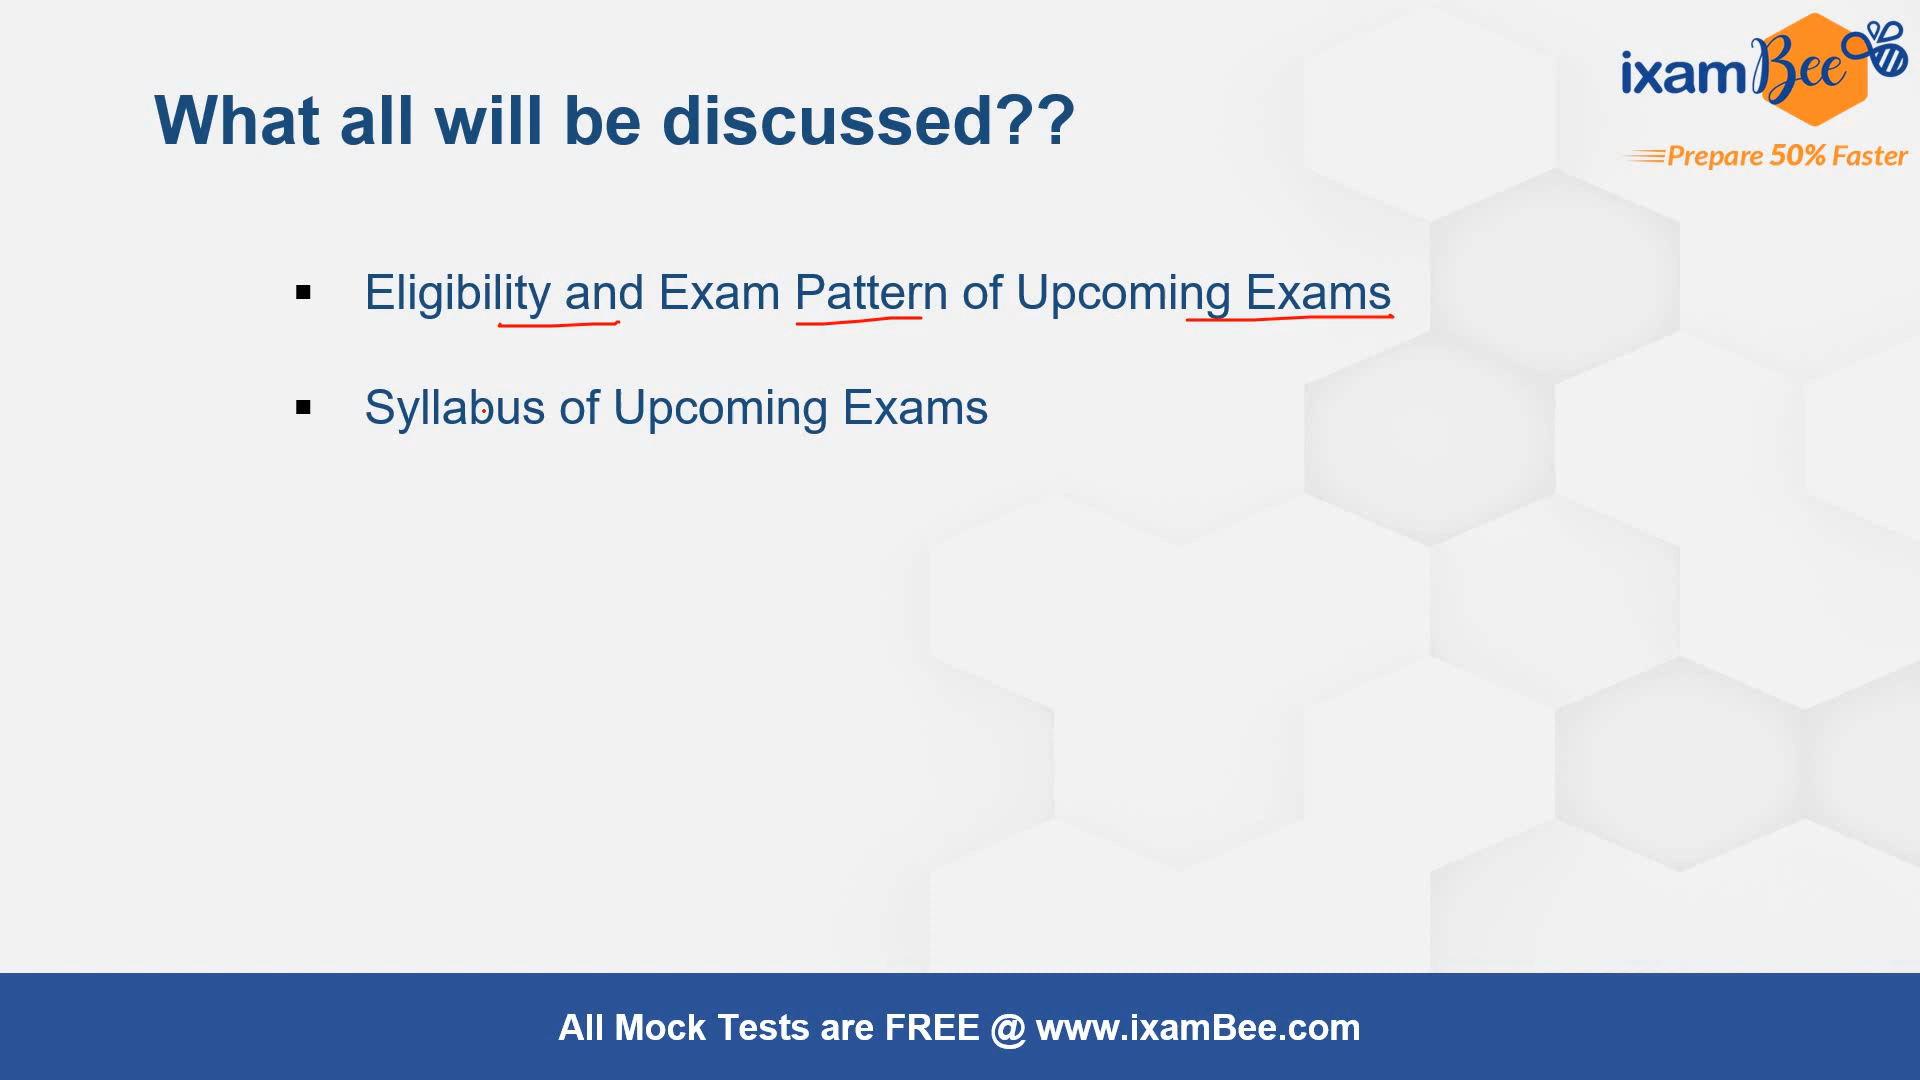 ixamBee
Prepare 50% Faster
What all will be discussed??
▪ Eligibility and Exam Pattern of Upcoming Exams
▪ Syllabus of Upcoming Exams
All Mock Tests are FREE @ www.ixamBee.com